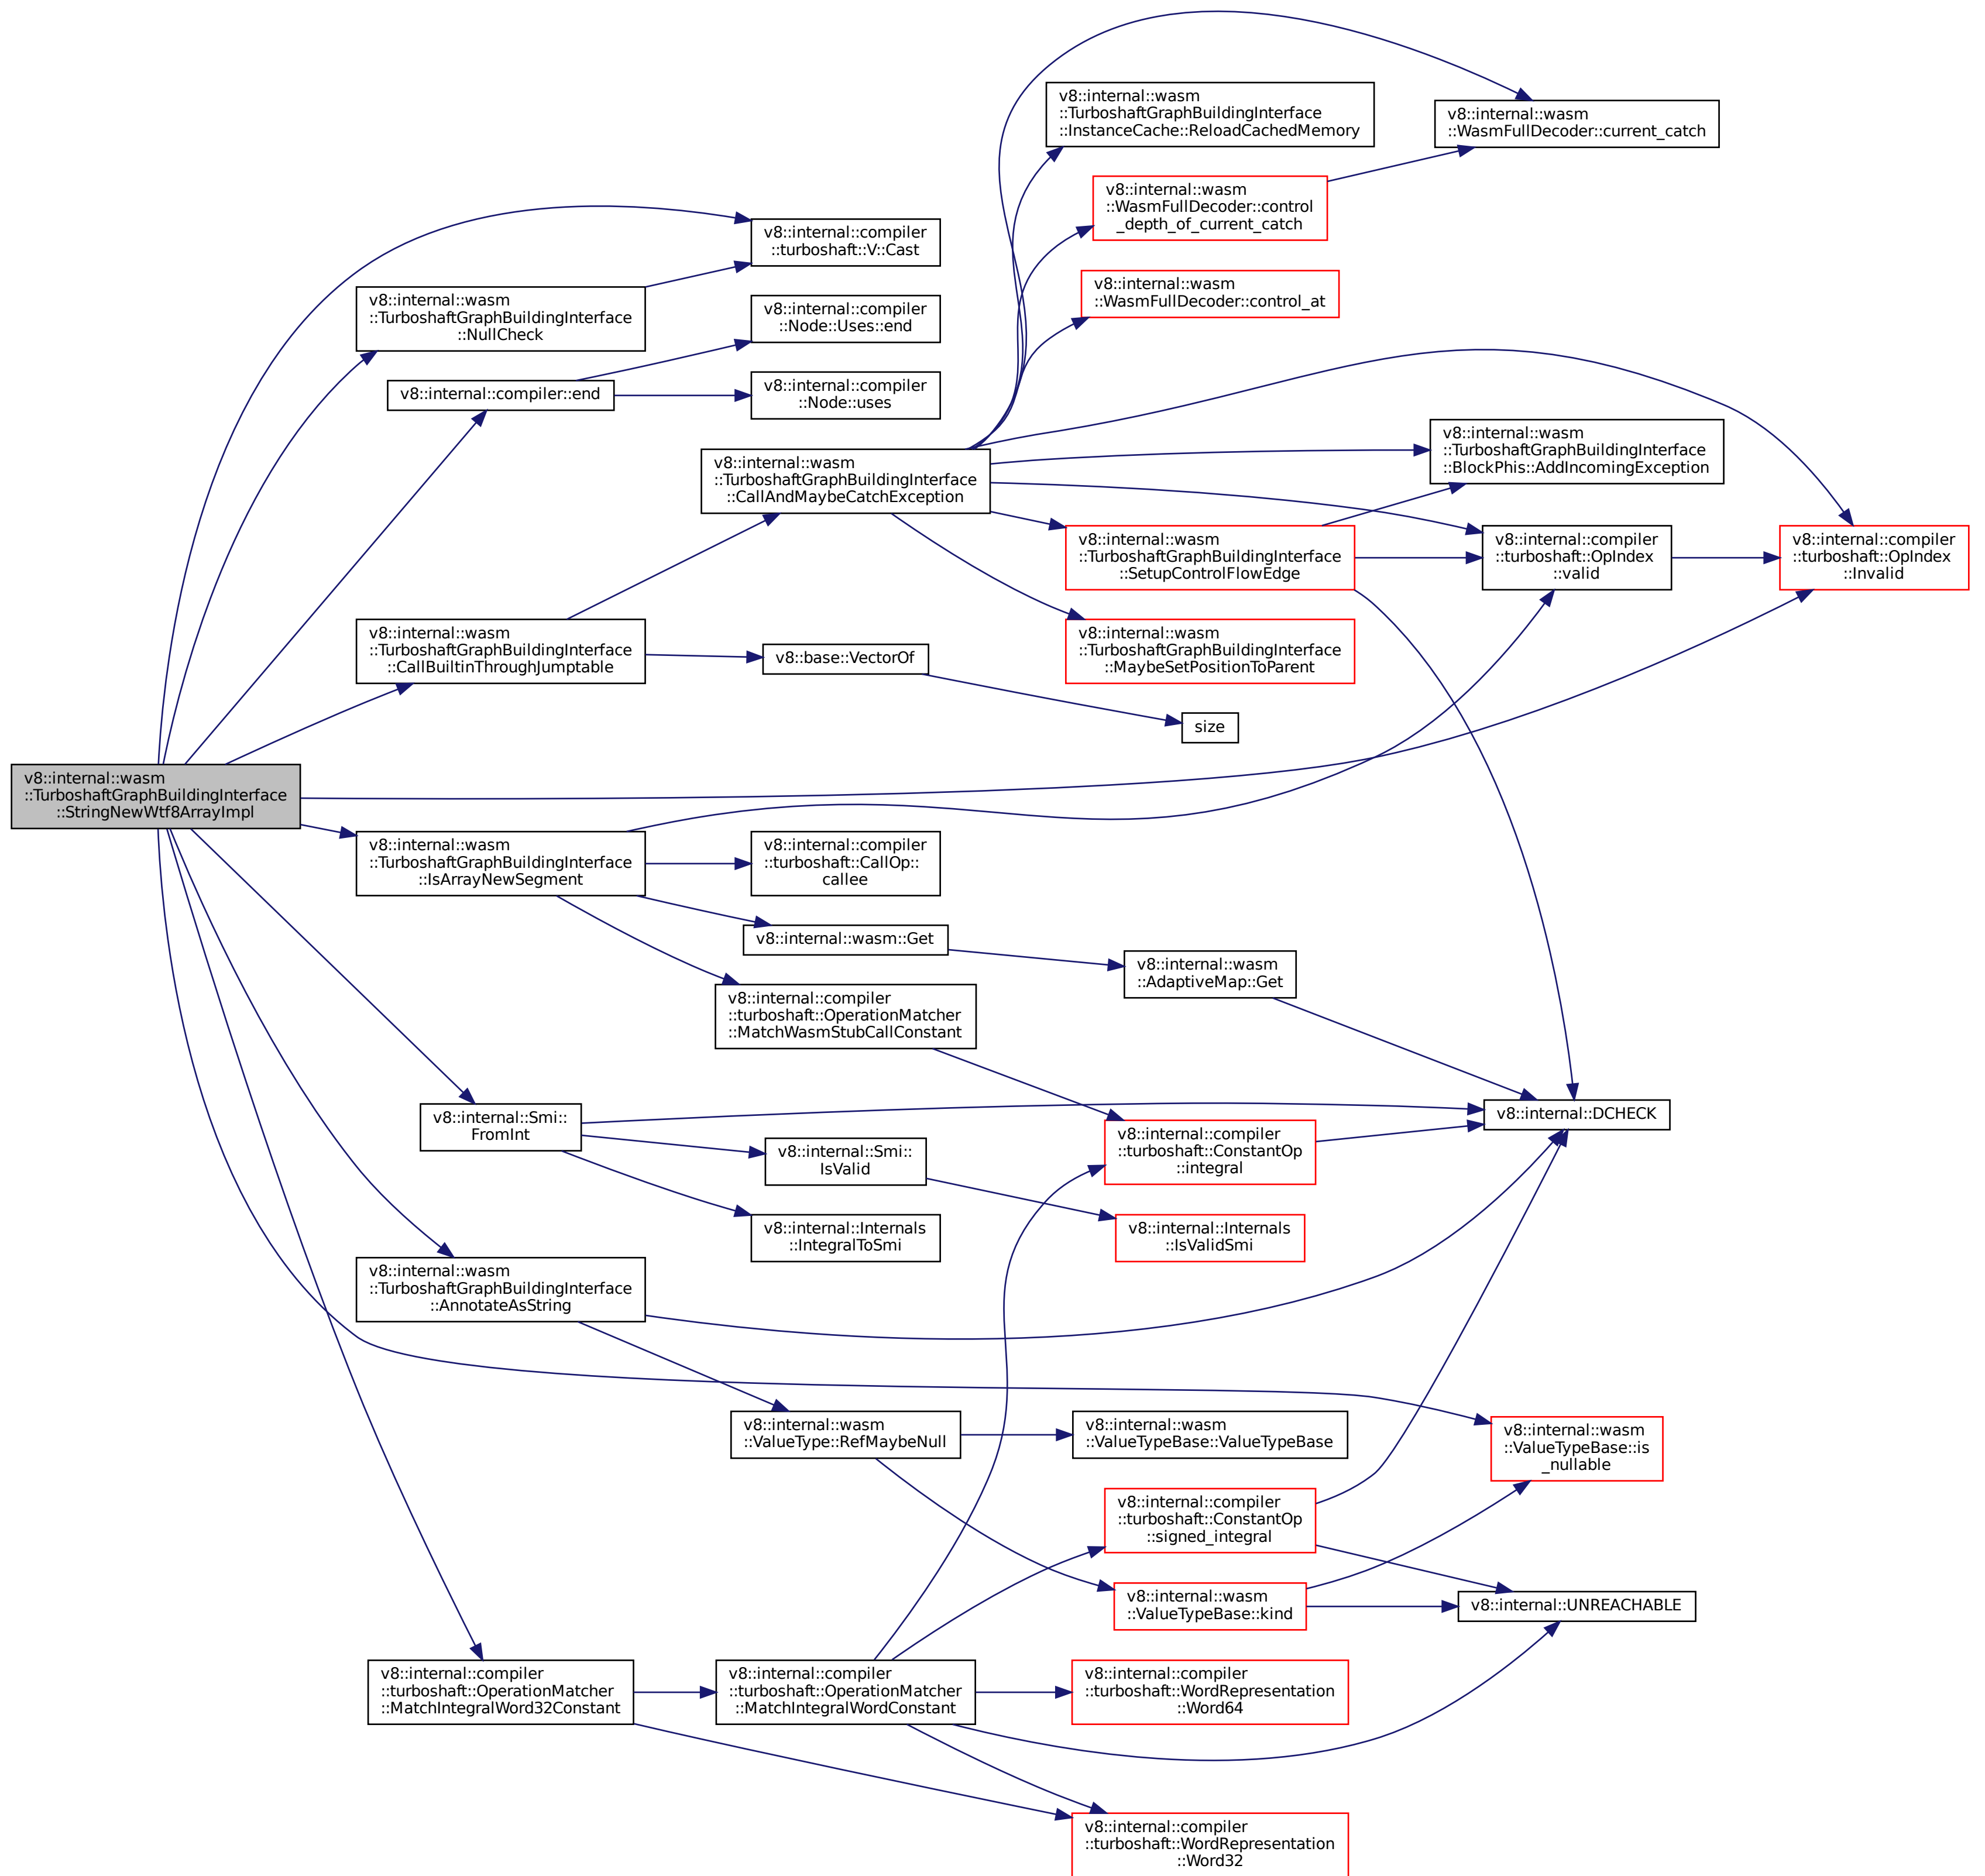 v8::internal::wasm
::TurboshaftGraphBuildingInterface
::StringNewWtf8ArrayImpl
v8::internal::compiler
::turboshaft::V::Cast
v8::internal::wasm
::TurboshaftGraphBuildingInterface
::NullCheck
v8::internal::compiler::end
v8::internal::compiler
::Node::Uses::end
v8::internal::compiler
::Node::uses
v8::internal::wasm
::TurboshaftGraphBuildingInterface
::CallBuiltinThroughJumptable
v8::internal::wasm
::TurboshaftGraphBuildingInterface
::CallAndMaybeCatchException
v8::internal::wasm
::TurboshaftGraphBuildingInterface
::InstanceCache::ReloadCachedMemory
v8::internal::wasm
::WasmFullDecoder::current_catch
v8::internal::wasm
::WasmFullDecoder::control
_depth_of_current_catch
v8::internal::wasm
::WasmFullDecoder::control_at
v8::internal::wasm
::TurboshaftGraphBuildingInterface
::BlockPhis::AddIncomingException
v8::internal::wasm
::TurboshaftGraphBuildingInterface
::SetupControlFlowEdge
v8::internal::compiler
::turboshaft::OpIndex
::valid
v8::internal::compiler
::turboshaft::OpIndex
::Invalid
v8::internal::wasm
::TurboshaftGraphBuildingInterface
::MaybeSetPositionToParent
v8::base::VectorOf
size
v8::internal::wasm
::TurboshaftGraphBuildingInterface
::IsArrayNewSegment
v8::internal::compiler
::turboshaft::CallOp::
callee
v8::internal::wasm::Get
v8::internal::wasm
::AdaptiveMap::Get
v8::internal::compiler
::turboshaft::OperationMatcher
::MatchWasmStubCallConstant
v8::internal::Smi::
FromInt
v8::internal::DCHECK
v8::internal::compiler
::turboshaft::ConstantOp
::integral
v8::internal::Smi::
IsValid
v8::internal::Internals
::IntegralToSmi
v8::internal::Internals
::IsValidSmi
v8::internal::wasm
::TurboshaftGraphBuildingInterface
::AnnotateAsString
v8::internal::wasm
::ValueType::RefMaybeNull
v8::internal::wasm
::ValueTypeBase::ValueTypeBase
v8::internal::wasm
::ValueTypeBase::is
_nullable
v8::internal::compiler
::turboshaft::ConstantOp
::signed_integral
v8::internal::wasm
::ValueTypeBase::kind
v8::internal::UNREACHABLE
v8::internal::compiler
::turboshaft::OperationMatcher
::MatchIntegralWord32Constant
v8::internal::compiler
::turboshaft::OperationMatcher
::MatchIntegralWordConstant
v8::internal::compiler
::turboshaft::WordRepresentation
::Word64
v8::internal::compiler
::turboshaft::WordRepresentation
::Word32